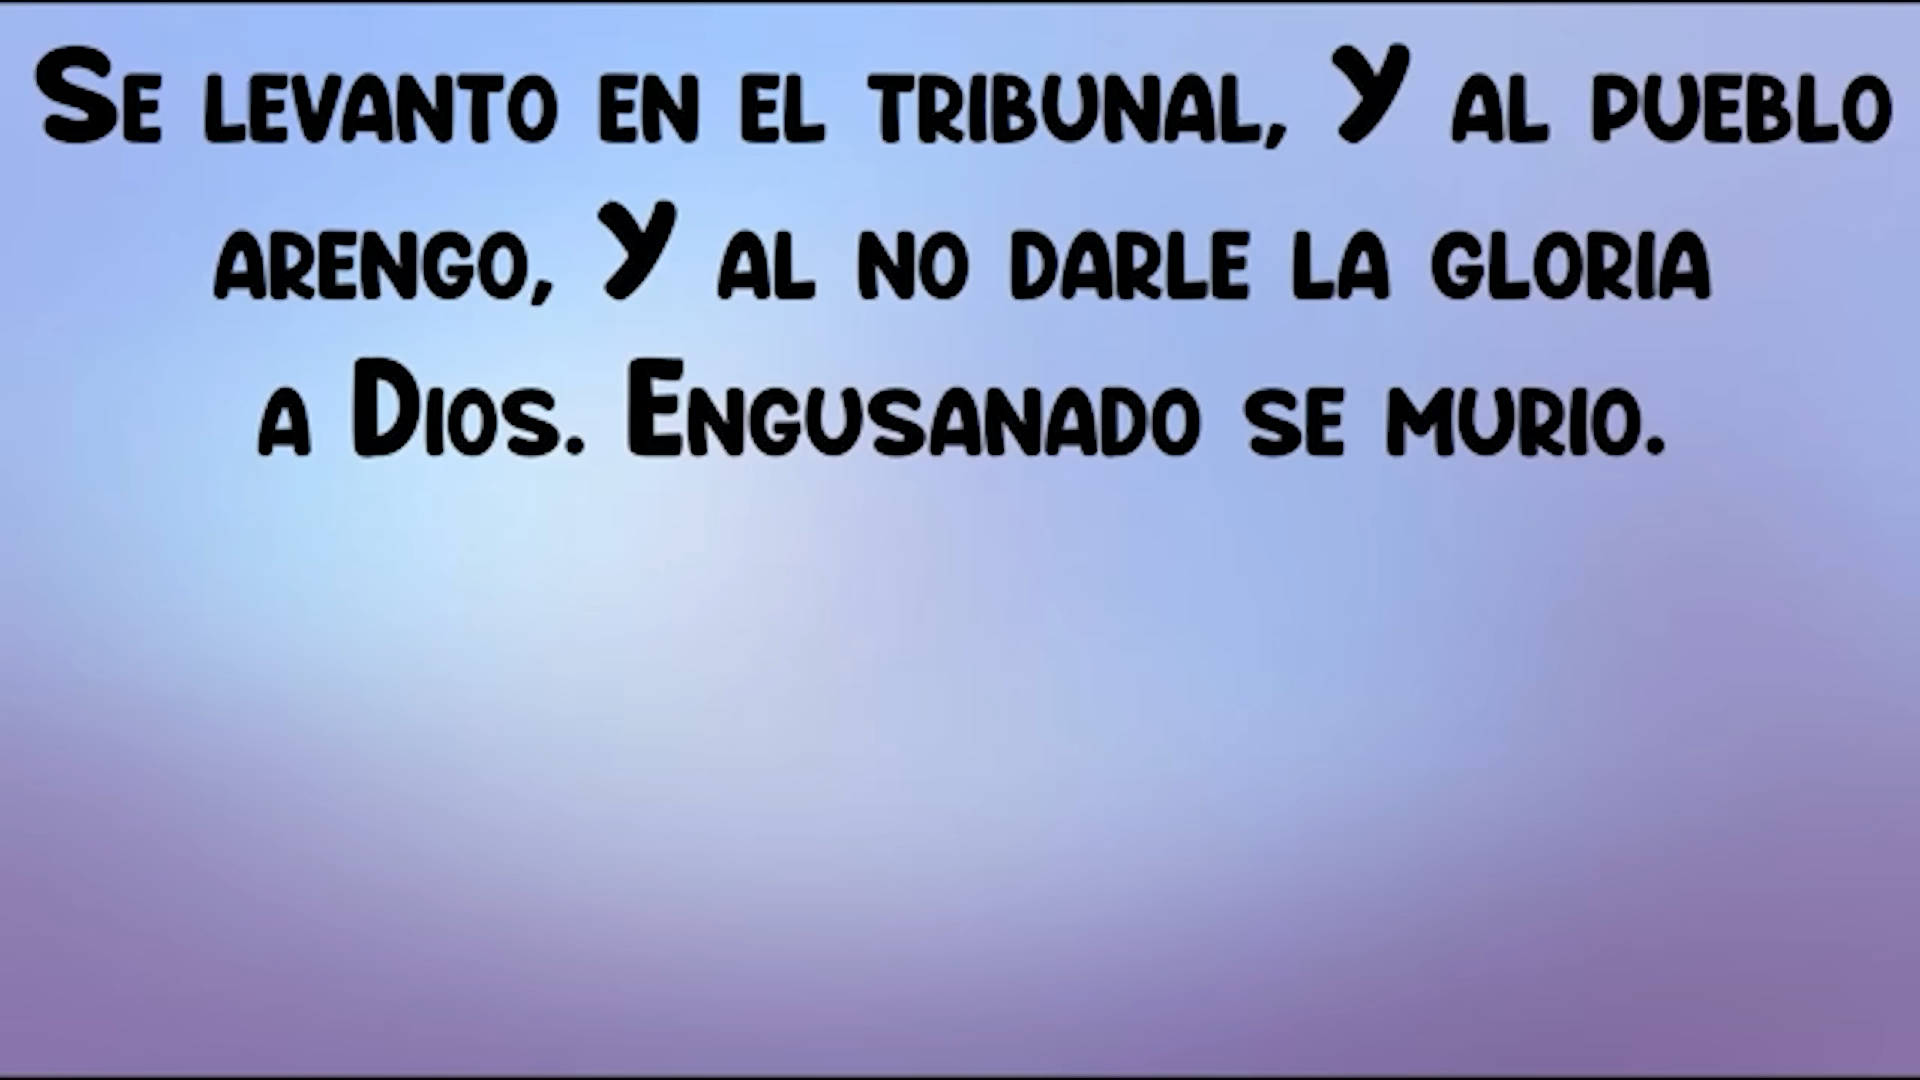 Se levanto en el tribunal, Y al pueblo
arengo, Y al no darle la gloria
a Dios. Engusanado se murio.